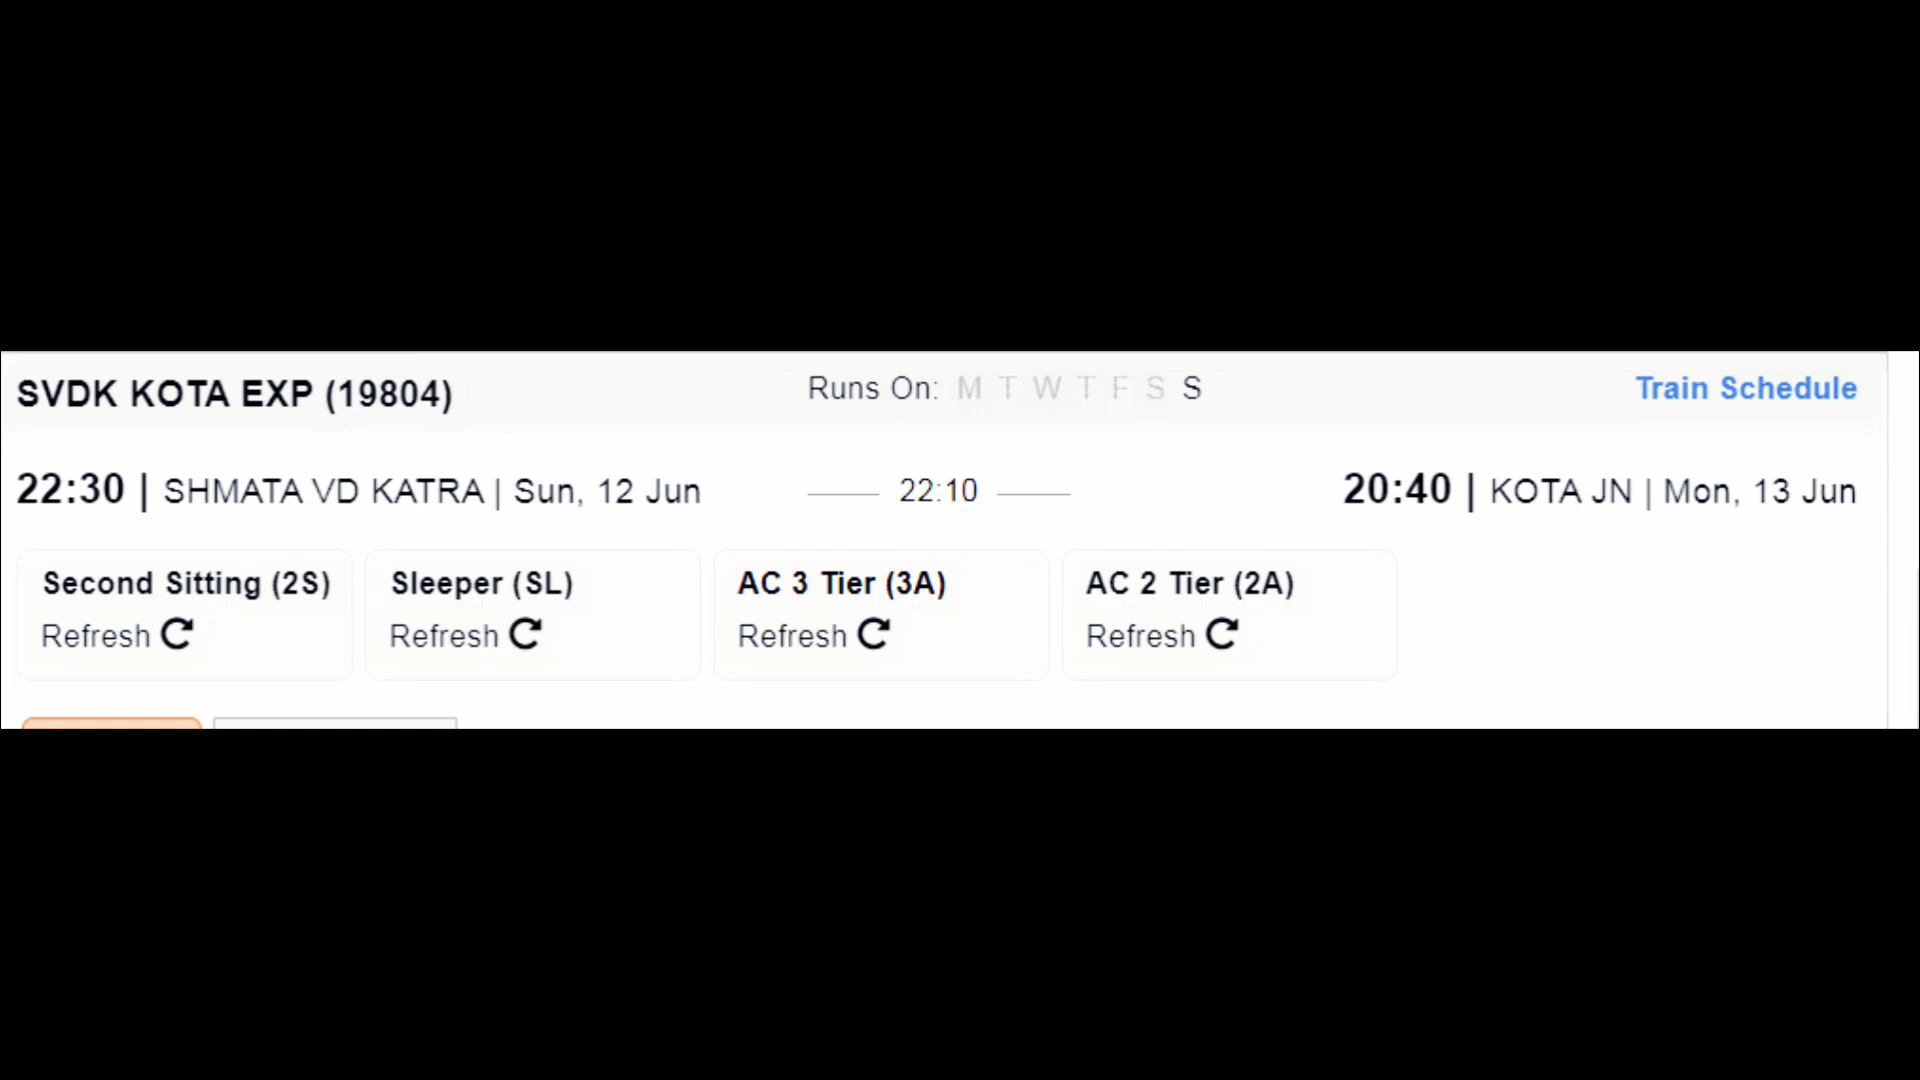 SVDK KOTA EXP (19804) Runs On: M T W T F S S Train Schedule
22:30 | SHMATA VD KATRA | Sun, 12 Jun 22:10 20:40 | KOTA JN | Mon, 13 Jun
Second Sitting (2S) Sleeper (SL) AC 3 Tier (3A) AC 2 Tier (2A)
Refresh Refresh Refresh Refresh